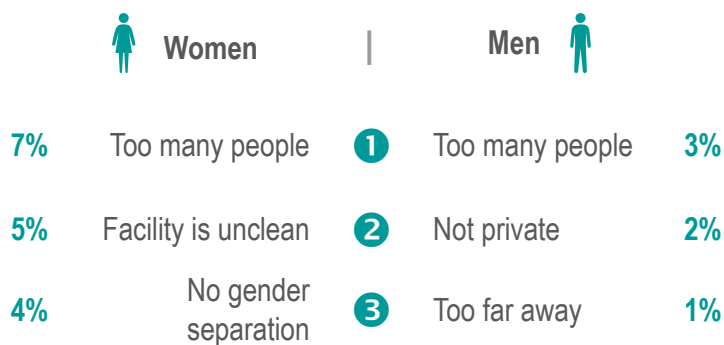 Women | Men
7% Too many people 1 Too many people 3%
5% Facility is unclean 2 Not private 2%
4% No gender separation 3 Too far away 1%